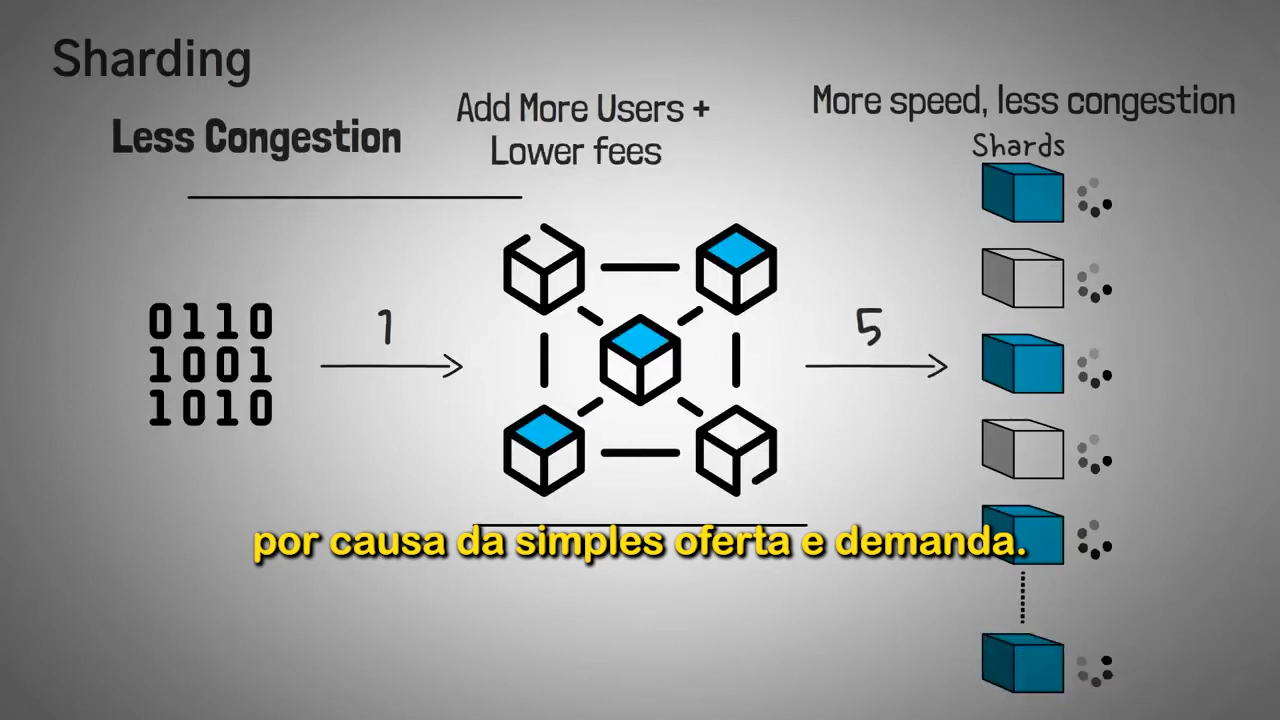 Sharding
Less Congestion
Add More Users +
Lower fees
More speed, less congestion
Shards
0110
1001
1010
1
5
por causa da simples oferta e demanda.